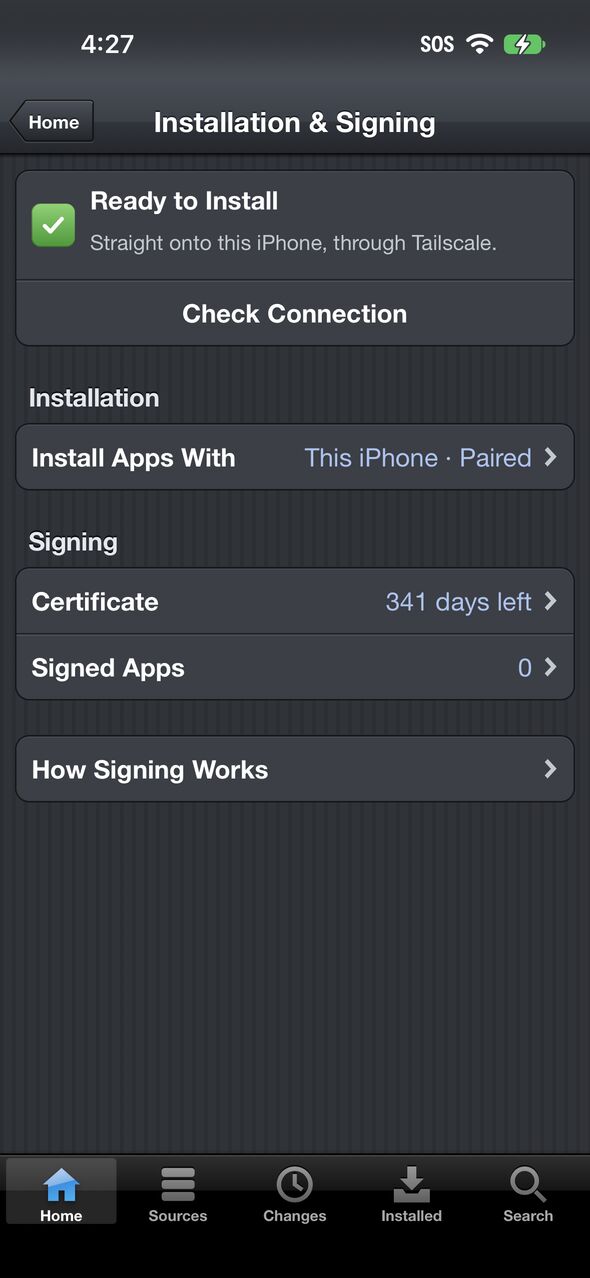 4:27
SOS
Home
Installation & Signing
Ready to Install
Straight onto this iPhone, through Tailscale.
Check Connection
Installation
Install Apps With
This iPhone · Paired
Signing
Certificate
341 days left
Signed Apps
0
How Signing Works
Home
Sources
Changes
Installed
Search